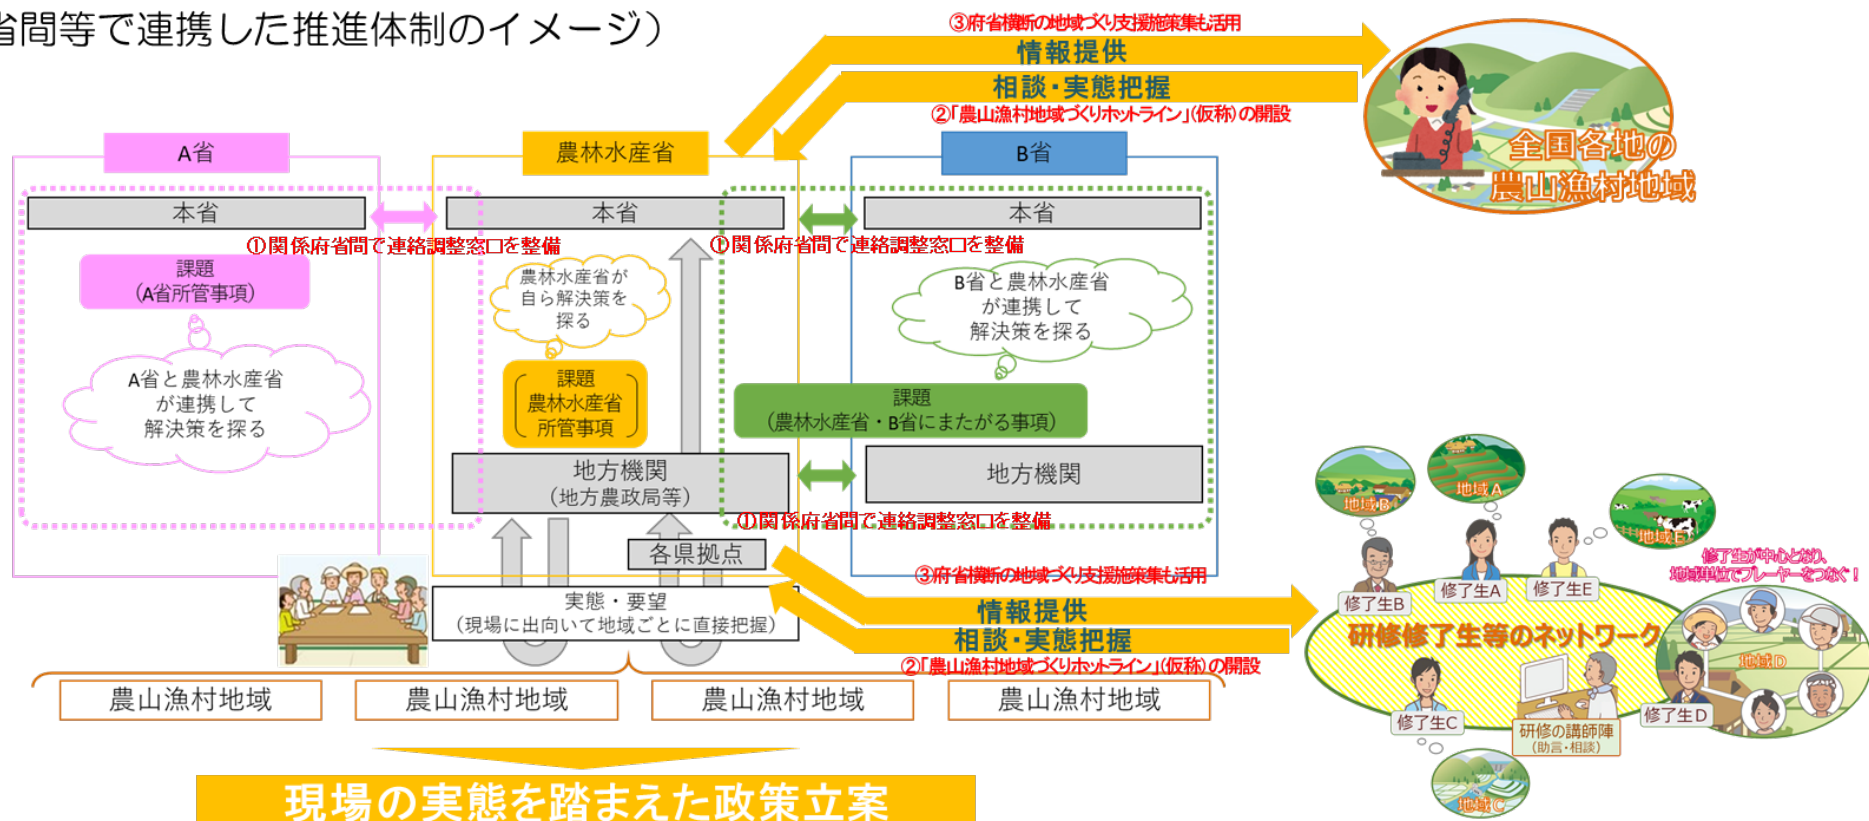 省間等で連携した推進体制のイメージ）
③府省横断の地域づくり支援施策集も活用
情報提供
相談・実態把握
②「農山漁村地域づくりホットライン」(仮称)の開設
全国各地の
農山漁村地域
A省
農林水産省
B省
本省
本省
本省
①関係府省間で連絡調整窓口を整備
①関係府省間で連絡調整窓口を整備
課題
（A省所管事項）
農林水産省が
自ら解決策を
探る
B省と農林水産省
が連携して
解決策を探る
A省と農林水産省
が連携して
解決策を探る
課題
農林水産省
所管事項
課題
（農林水産省・B省にまたがる事項）
地方機関
（地方農政局等）
地方機関
①関係府省間で連絡調整窓口を整備
各県拠点
実態・要望
（現場に出向いて地域ごとに直接把握）
③府省横断の地域づくり支援施策集も活用
情報提供
相談・実態把握
②「農山漁村地域づくりホットライン」(仮称)の開設
農山漁村地域
農山漁村地域
農山漁村地域
農山漁村地域
現場の実態を踏まえた政策立案
地域B
地域A
地域E
修了生が中心となり、
地域単位でプレーヤーをつなぐ！
修了生B
修了生A
修了生E
研修修了生等のネットワーク
地域D
修了生C
研修の講師陣
（助言・相談）
修了生D
地域C